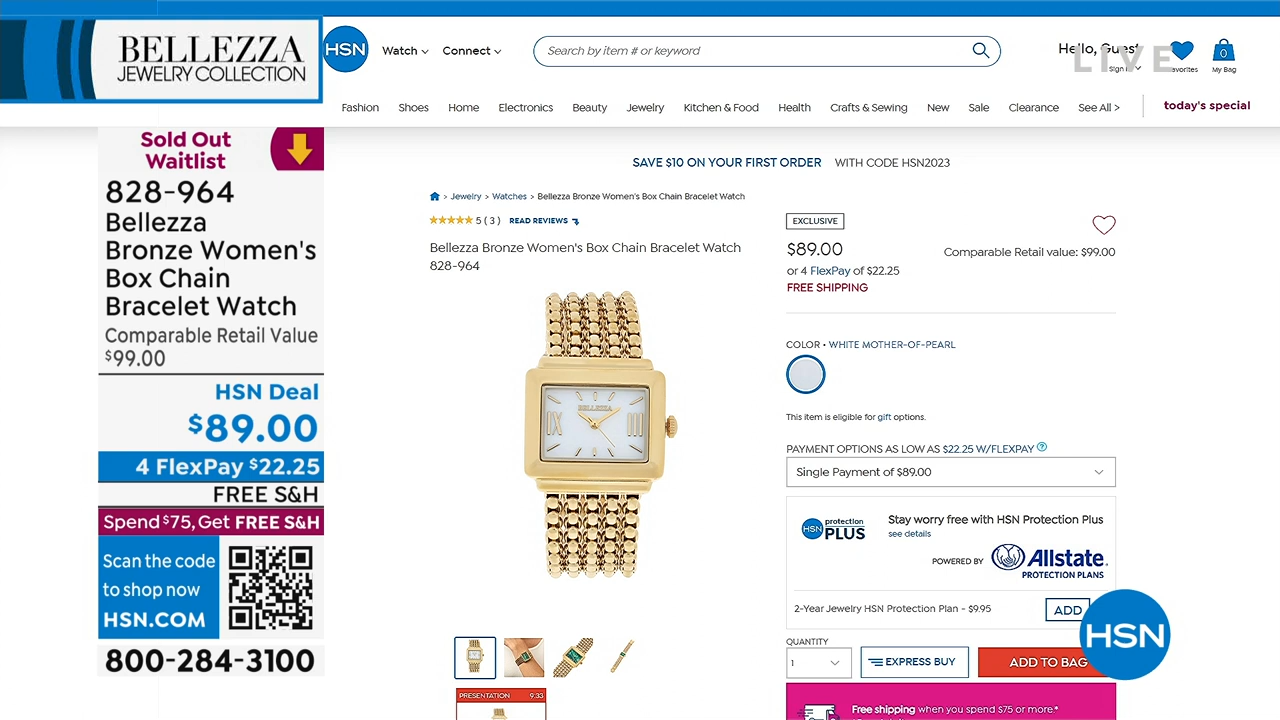 BELLEZZA
JEWELRY COLLECTION
HSN
Watch
Connect
Search by item # or keyword
Hello, Guest
Sign In
LIVE
Favorites
0
My Bag
Fashion
Shoes
Home
Electronics
Beauty
Jewelry
Kitchen & Food
Health
Crafts & Sewing
New
Sale
Clearance
See All >
today's special
Sold Out
Waitlist
828-964
Bellezza
Bronze Women's
Box Chain
Bracelet Watch
Comparable Retail Value
$99.00
HSN Deal
$89.00
4 FlexPay $22.25
FREE S&H
Spend $75, Get FREE S&H
Scan the code
to shop now
HSN.COM
800-284-3100
SAVE $10 ON YOUR FIRST ORDER WITH CODE HSN2023
> Jewelry > Watches > Bellezza Bronze Women's Box Chain Bracelet Watch
5 ( 3 ) READ REVIEWS
Bellezza Bronze Women's Box Chain Bracelet Watch
828-964
BELLEZZA
IX III
PRESENTATION 9:33
EXCLUSIVE
$89.00
Comparable Retail value: $99.00
or 4 FlexPay of $22.25
FREE SHIPPING
COLOR • WHITE MOTHER-OF-PEARL
This item is eligible for gift options.
PAYMENT OPTIONS AS LOW AS $22.25 W/FLEXPAY ?
Single Payment of $89.00
HSN protection PLUS
Stay worry free with HSN Protection Plus
see details
POWERED BY Allstate.
PROTECTION PLANS
2-Year Jewelry HSN Protection Plan - $9.95
ADD
HSN
QUANTITY
1
EXPRESS BUY
ADD TO BAG
Free shipping when you spend $75 or more.*